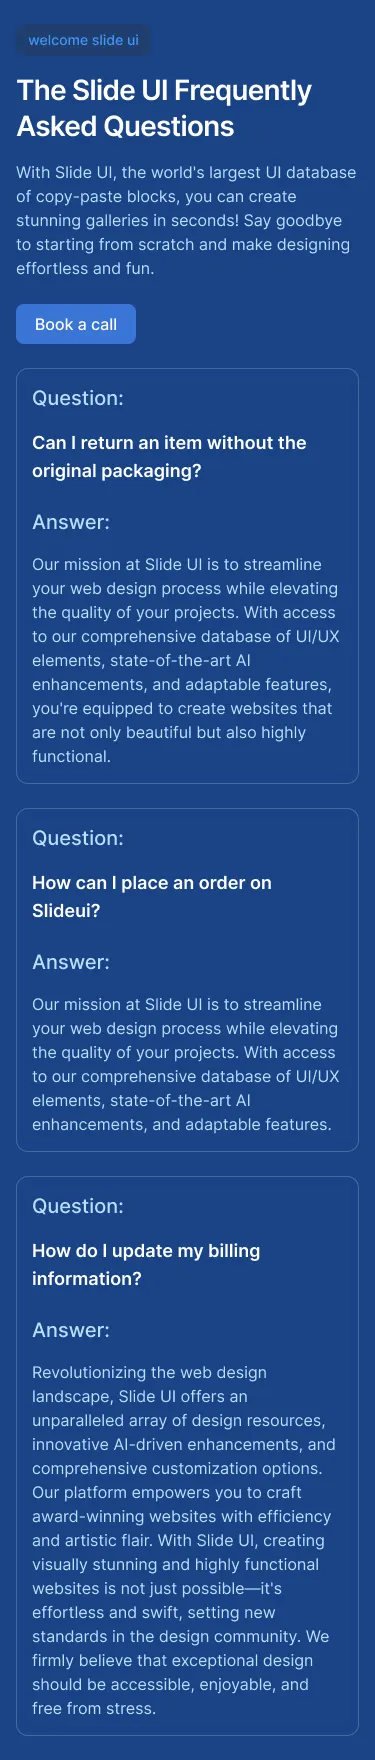 welcome slide ui
The Slide UI Frequently
Asked Questions
With Slide UI, the world's largest UI database
of copy-paste blocks, you can create
stunning galleries in seconds! Say goodbye
to starting from scratch and make designing
effortless and fun.
Book a call
Question:
Can I return an item without the
original packaging?
Answer:
Our mission at Slide UI is to streamline
your web design process while elevating
the quality of your projects. With access
to our comprehensive database of UI/UX
elements, state-of-the-art AI
enhancements, and adaptable features,
you're equipped to create websites that
are not only beautiful but also highly
functional.
Question:
How can I place an order on
Slideui?
Answer:
Our mission at Slide UI is to streamline
your web design process while elevating
the quality of your projects. With access
to our comprehensive database of UI/UX
elements, state-of-the-art AI
enhancements, and adaptable features.
Question:
How do I update my billing
information?
Answer:
Revolutionizing the web design
landscape, Slide UI offers an
unparalleled array of design resources,
innovative AI-driven enhancements, and
comprehensive customization options.
Our platform empowers you to craft
award-winning websites with efficiency
and artistic flair. With Slide UI, creating
visually stunning and highly functional
websites is not just possible—it's
effortless and swift, setting new
standards in the design community. We
firmly believe that exceptional design
should be accessible, enjoyable, and
free from stress.